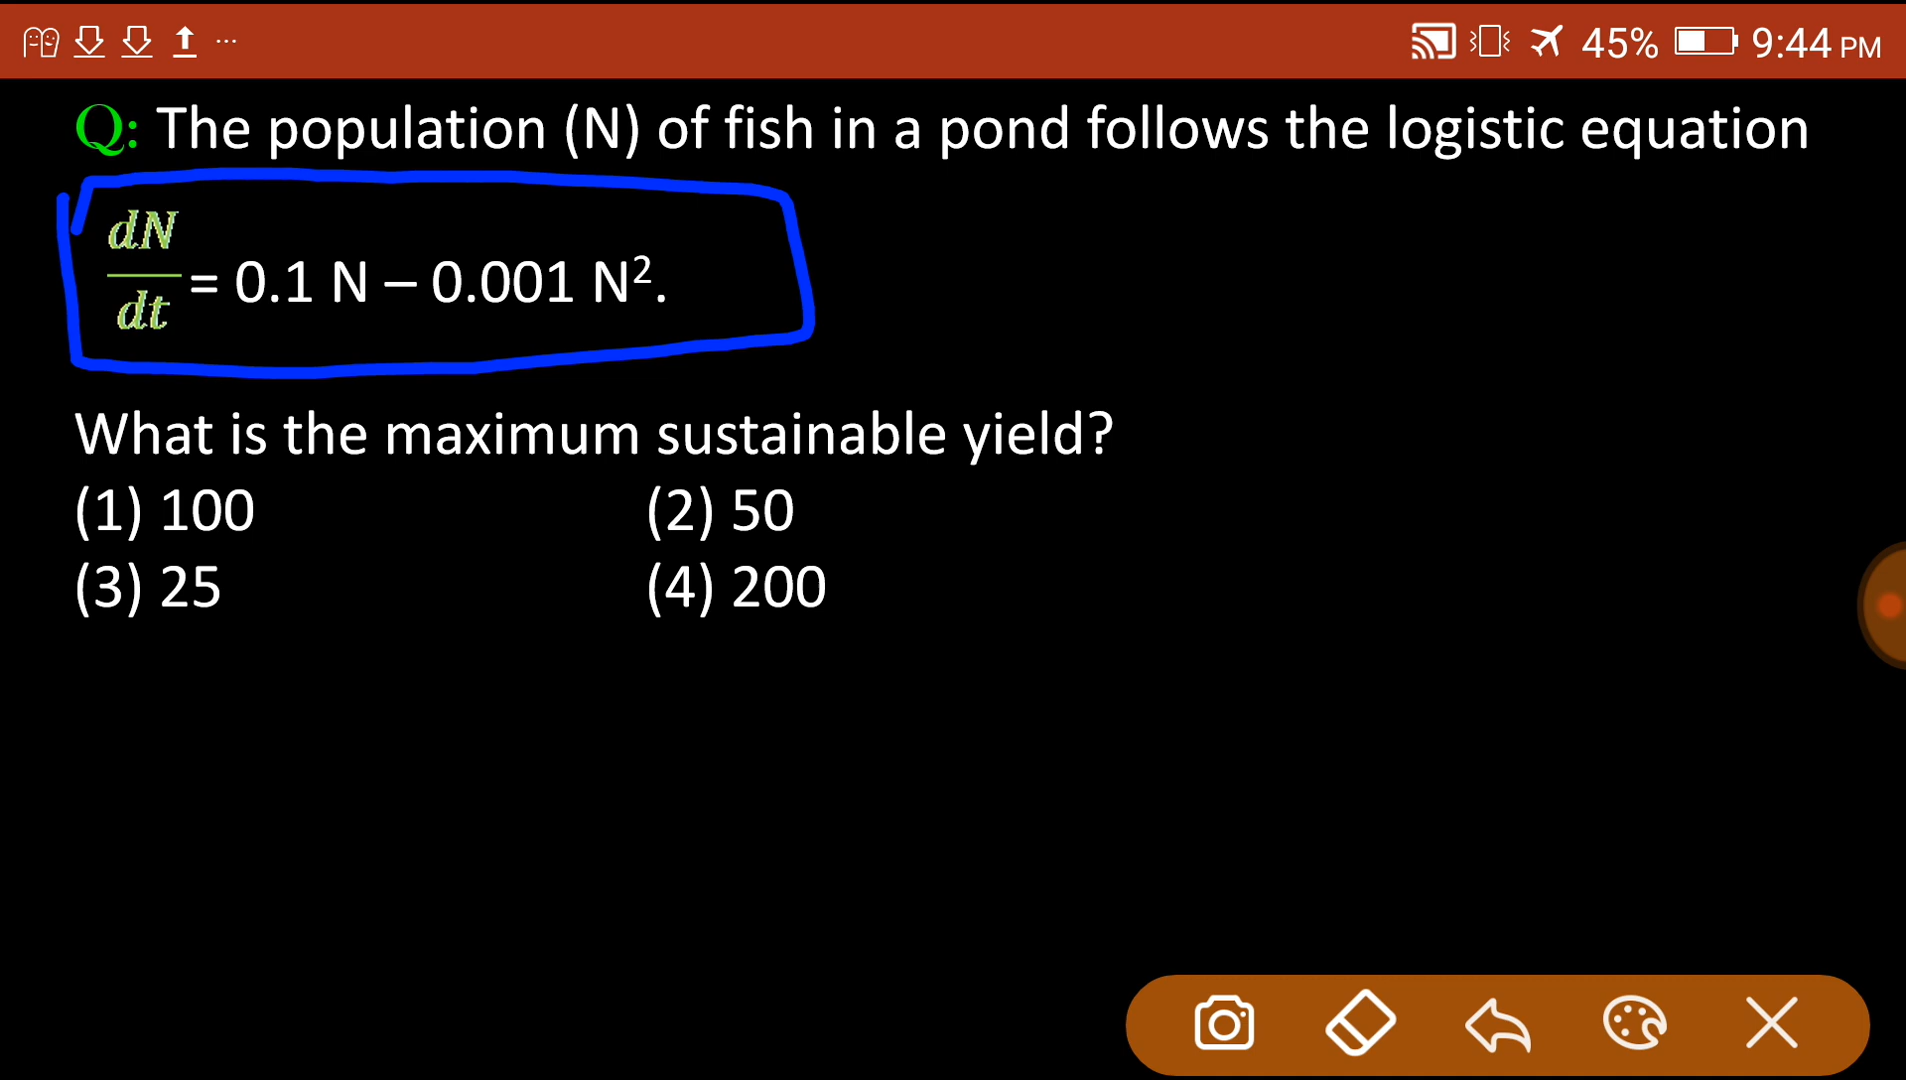 45% 9:44 PM
Q: The population (N) of fish in a pond follows the logistic equation
dN/dt = 0.1 N – 0.001 N².
What is the maximum sustainable yield?
(1) 100 (2) 50
(3) 25 (4) 200